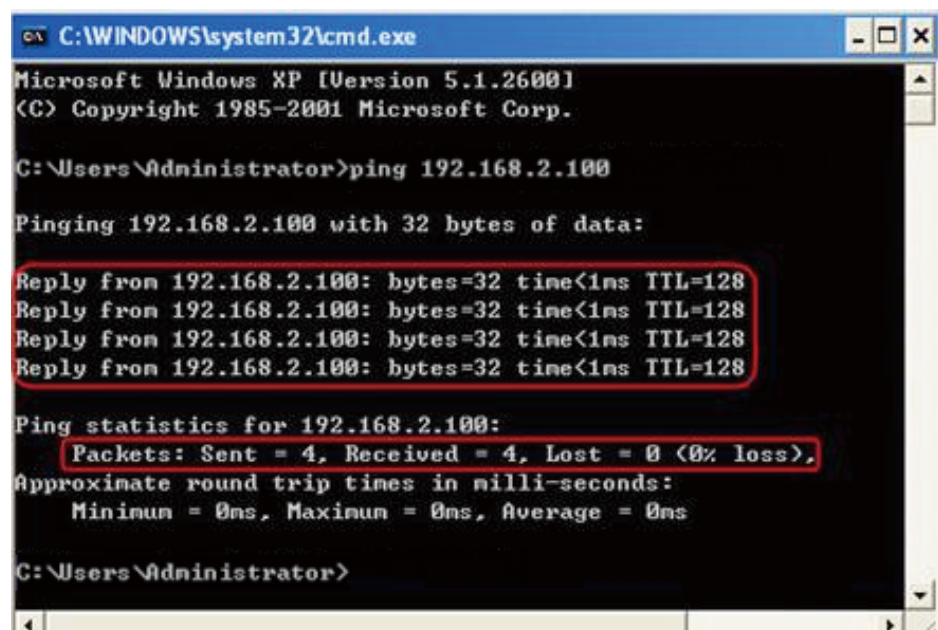 C:\WINDOWS\system32\cmd.exe
Microsoft Windows XP [Version 5.1.2600]
(C) Copyright 1985-2001 Microsoft Corp.
C:\Users\Administrator>ping 192.168.2.100
Pinging 192.168.2.100 with 32 bytes of data:
Reply from 192.168.2.100: bytes=32 time<1ms TTL=128
Reply from 192.168.2.100: bytes=32 time<1ms TTL=128
Reply from 192.168.2.100: bytes=32 time<1ms TTL=128
Reply from 192.168.2.100: bytes=32 time<1ms TTL=128
Ping statistics for 192.168.2.100:
Packets: Sent = 4, Received = 4, Lost = 0 (0% loss),
Approximate round trip times in milli-seconds:
Minimum = 0ms, Maximum = 0ms, Average = 0ms
C:\Users\Administrator>